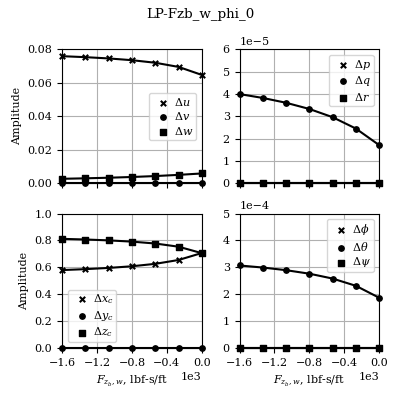 LP-Fzb_w_phi_0
Amplitude
0.08
0.06
0.04
0.02
0.00
Δu
Δv
Δw
1e−5
6
5
4
3
2
1
0
Δp
Δq
Δr
Amplitude
1.0
0.8
0.6
0.4
0.2
0.0
Δx_c
Δy_c
Δz_c
−1.6 −1.2 −0.8 −0.4 0.0
F_{z_b,w}, lbf-s/ft
1e3
1e−4
5
4
3
2
1
0
Δϕ
Δθ
Δψ
−1.6 −1.2 −0.8 −0.4 0.0
F_{z_b,w}, lbf-s/ft
1e3